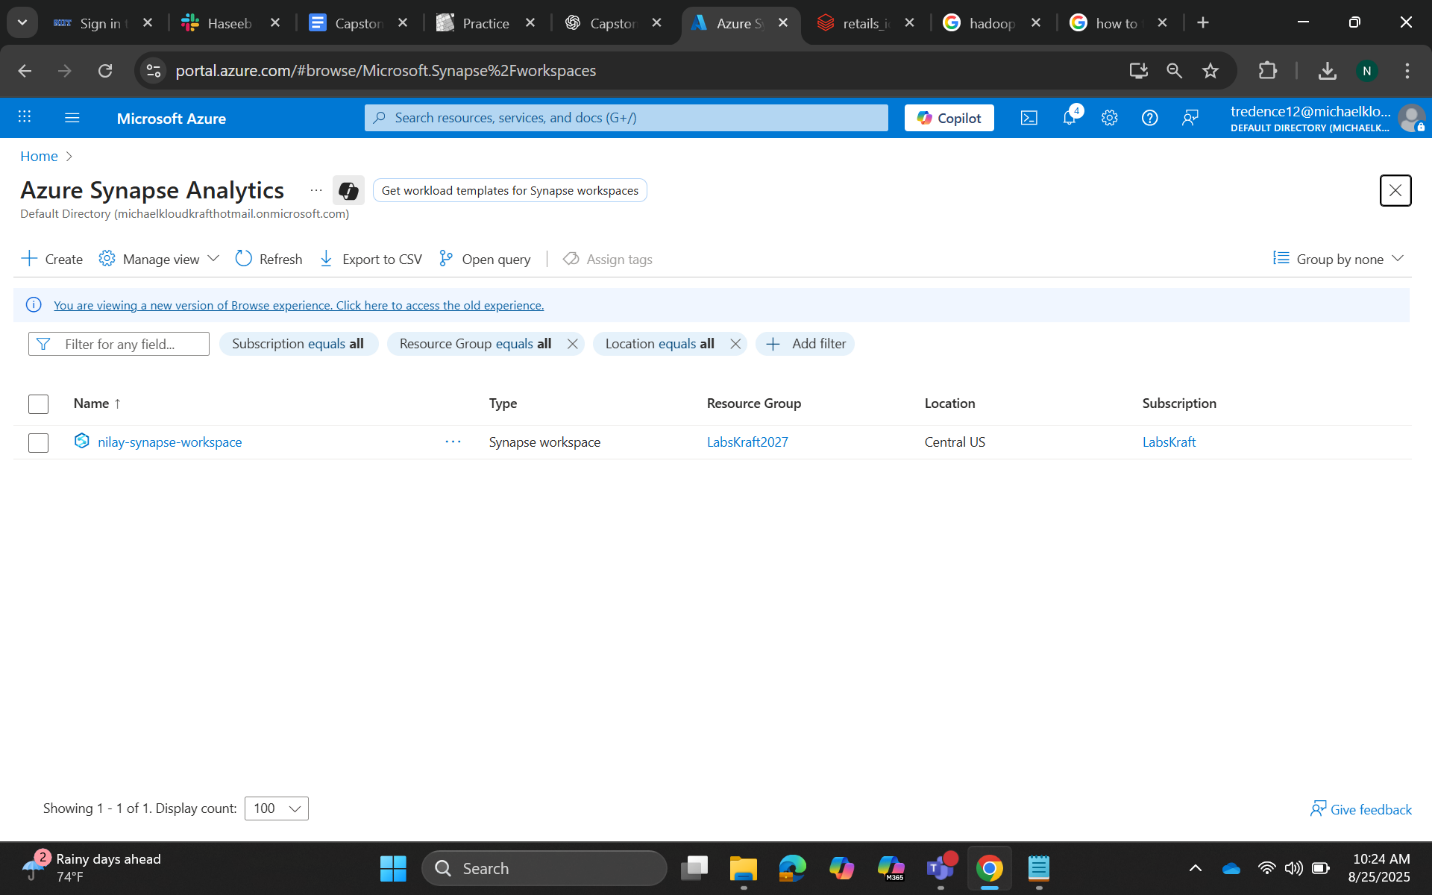 Sign in t
Haseeb
Capston
Practice
Capstor
Azure S
retails_i
hadoop
how to
portal.azure.com/#browse/Microsoft.Synapse%2Fworkspaces
N
Microsoft Azure
Search resources, services, and docs (G+/)
Copilot
4
tredence12@michaelklo...
DEFAULT DIRECTORY (MICHAELK...
Home >
Azure Synapse Analytics
...
Get workload templates for Synapse workspaces
Default Directory (michaelkloudkrafthotmail.onmicrosoft.com)
Create
Manage view
Refresh
Export to CSV
Open query
Assign tags
Group by none
You are viewing a new version of Browse experience. Click here to access the old experience.
Filter for any field...
Subscription equals all
Resource Group equals all
Location equals all
Add filter
Name ↑
Type
Resource Group
Location
Subscription
nilay-synapse-workspace
...
Synapse workspace
LabsKraft2027
Central US
LabsKraft
Showing 1 - 1 of 1. Display count:
100
Give feedback
2
Rainy days ahead
74°F
Search
M365
10:24 AM
8/25/2025